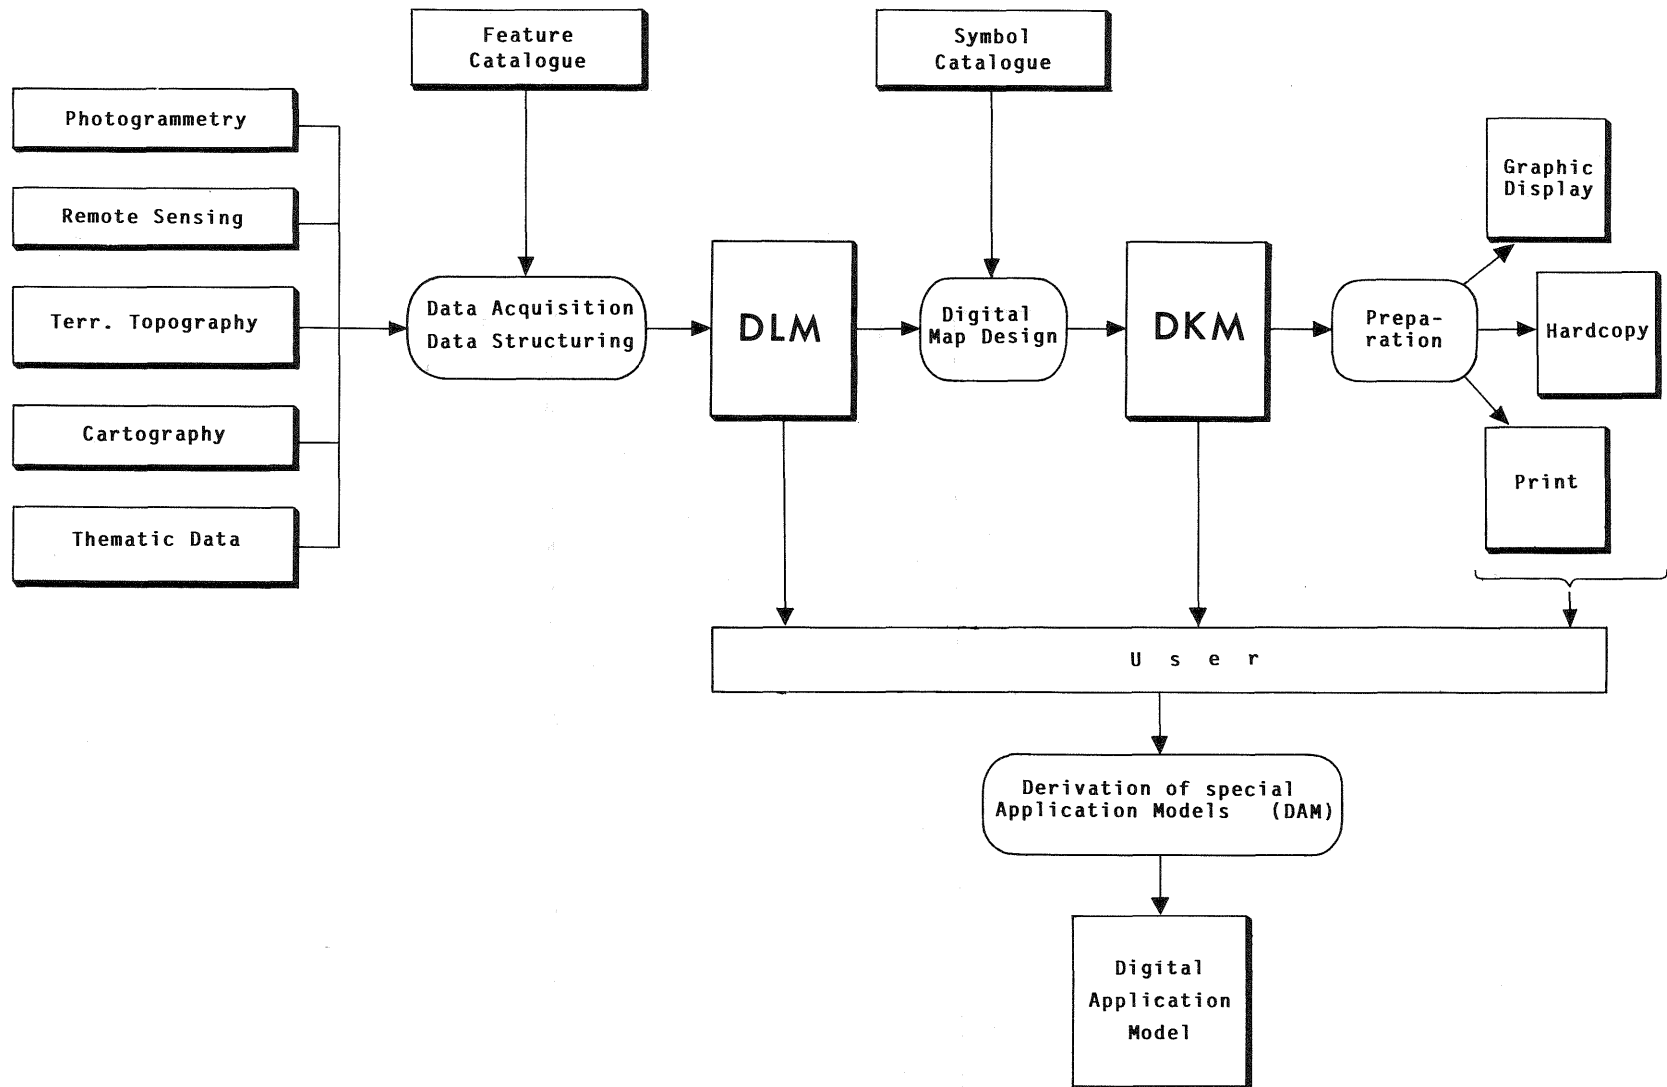 Feature
Catalogue
Symbol
Catalogue
Photogrammetry
Remote Sensing
Terr. Topography
Cartography
Thematic Data
Data Acquisition
Data Structuring
DLM
Digital
Map Design
DKM
Prepa-
ration
Graphic
Display
Hardcopy
Print
User
Derivation of special
Application Models (DAM)
Digital
Application
Model